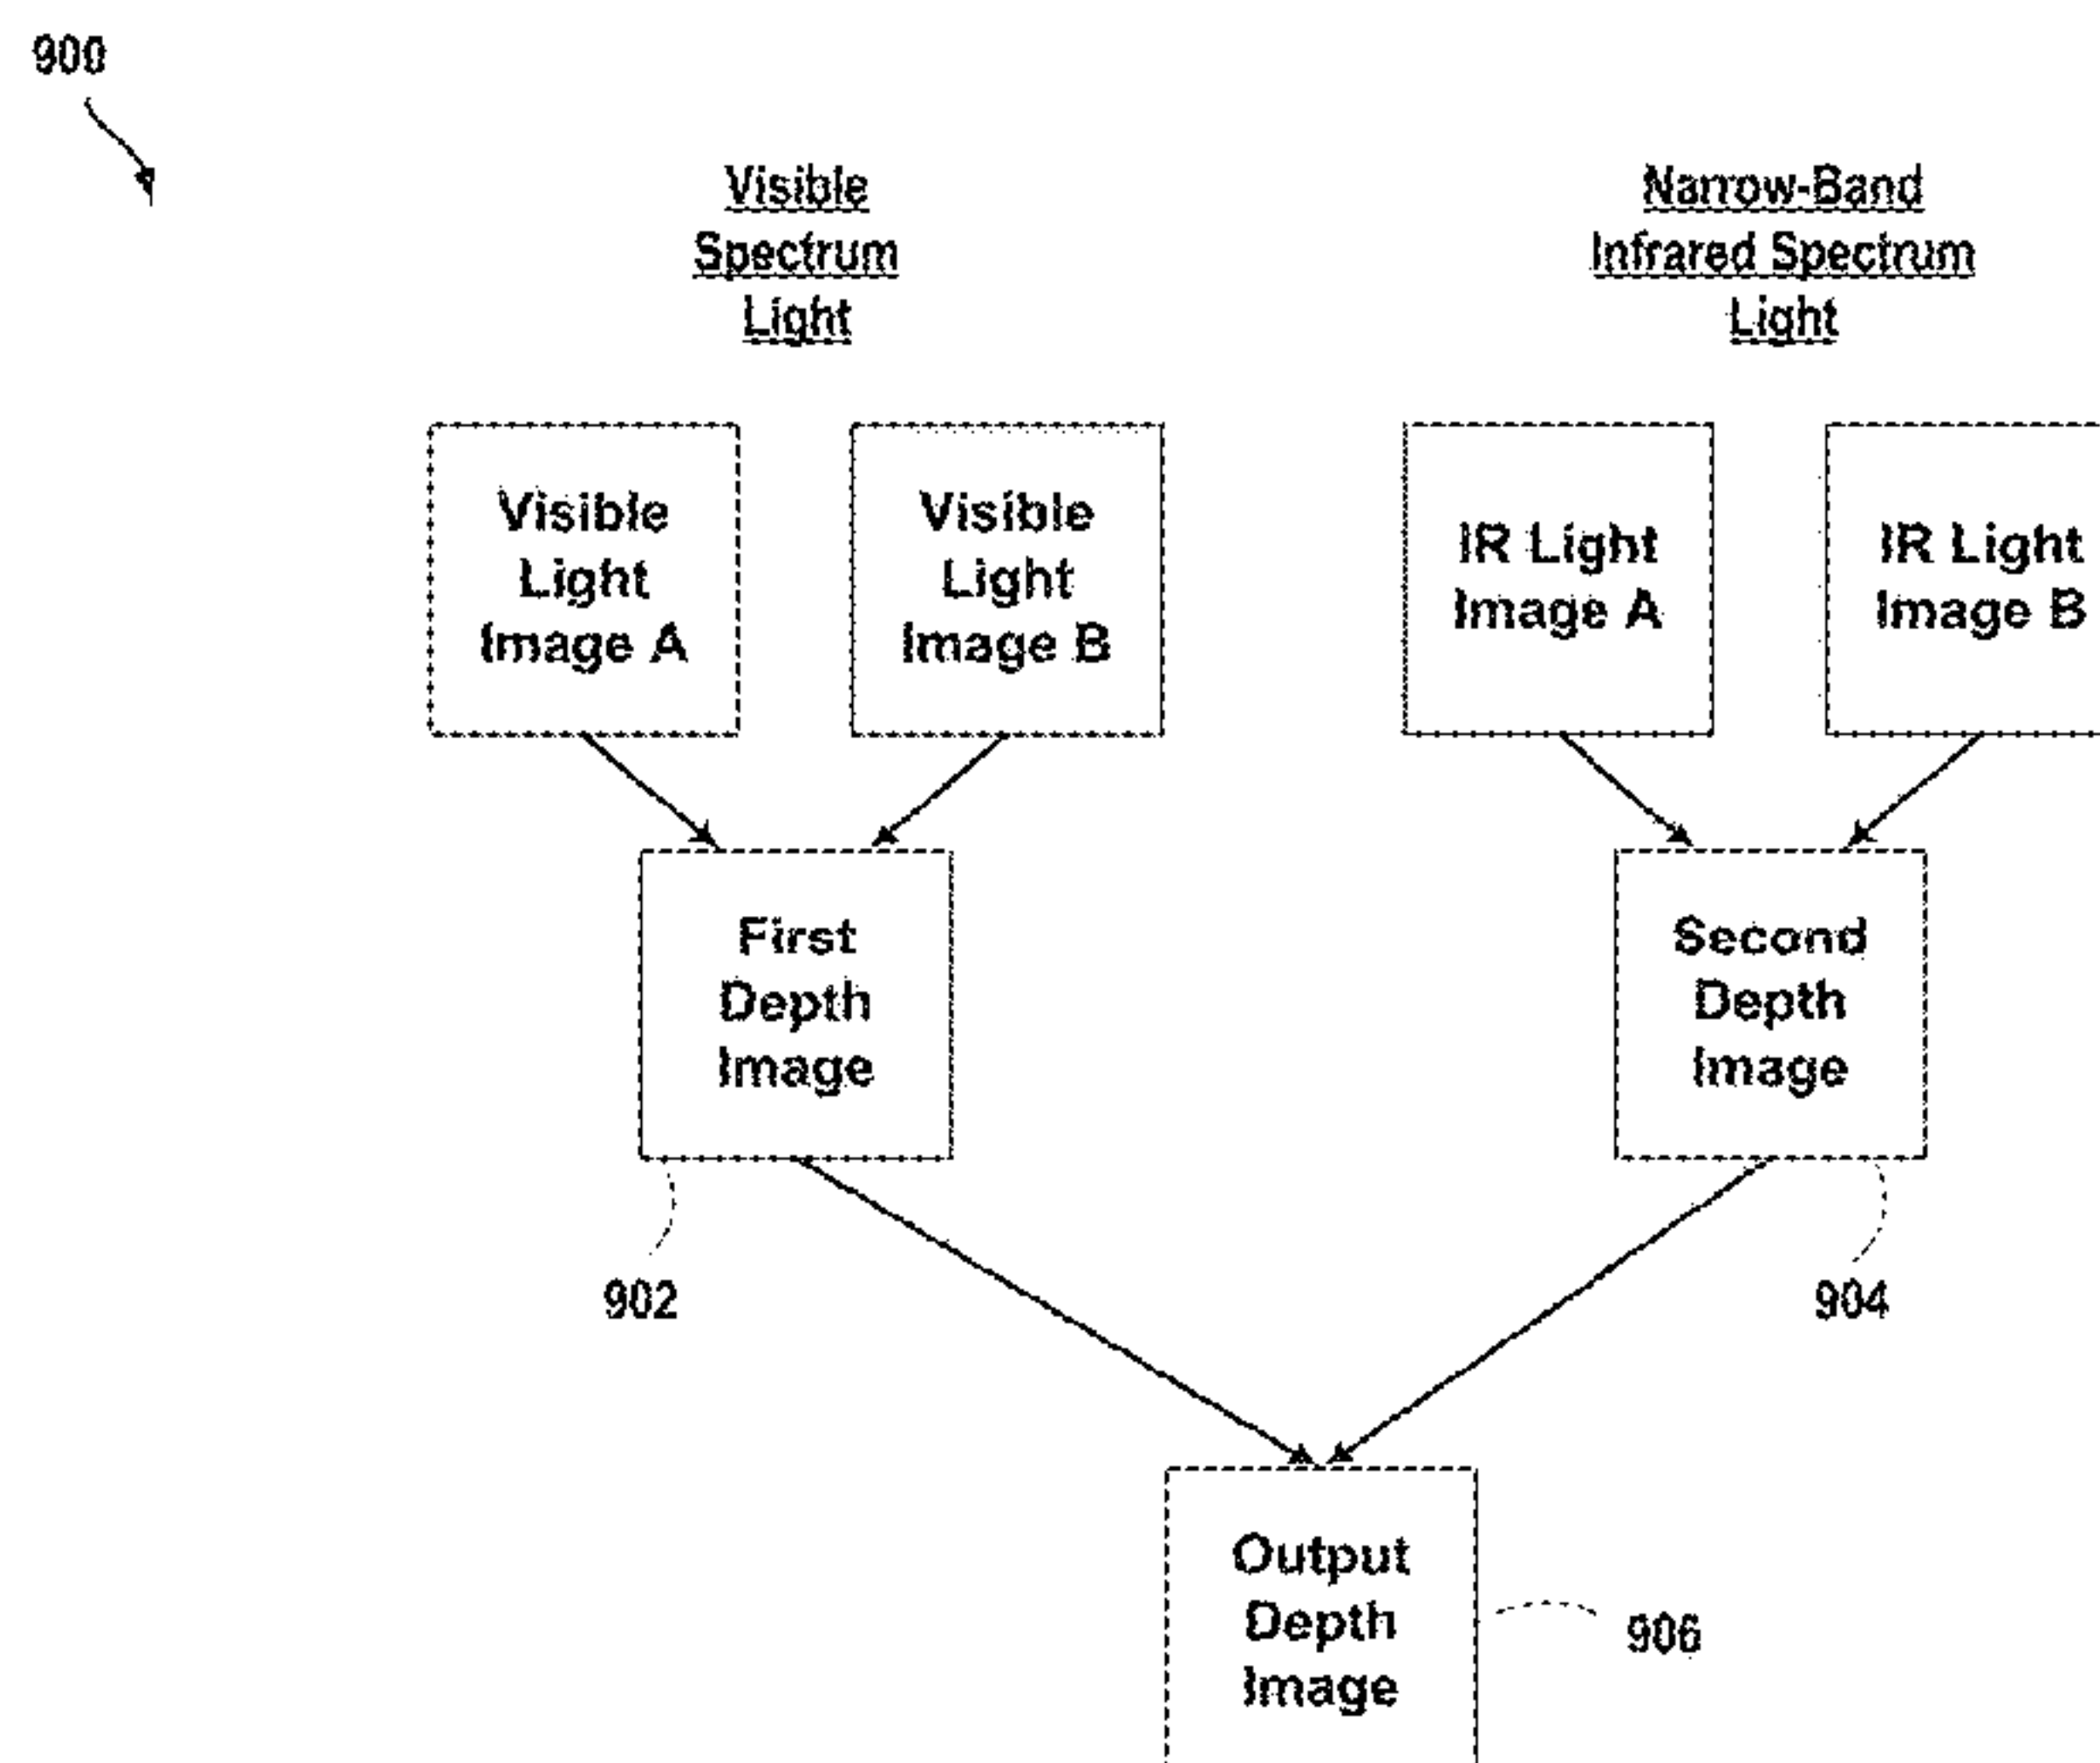 900
Visible
Spectrum
Light
Narrow-Band
Infrared Spectrum
Light
Visible
Light
Image A
Visible
Light
Image B
IR Light
Image A
IR Light
Image B
First
Depth
Image
Second
Depth
Image
902
904
Output
Depth
Image
906